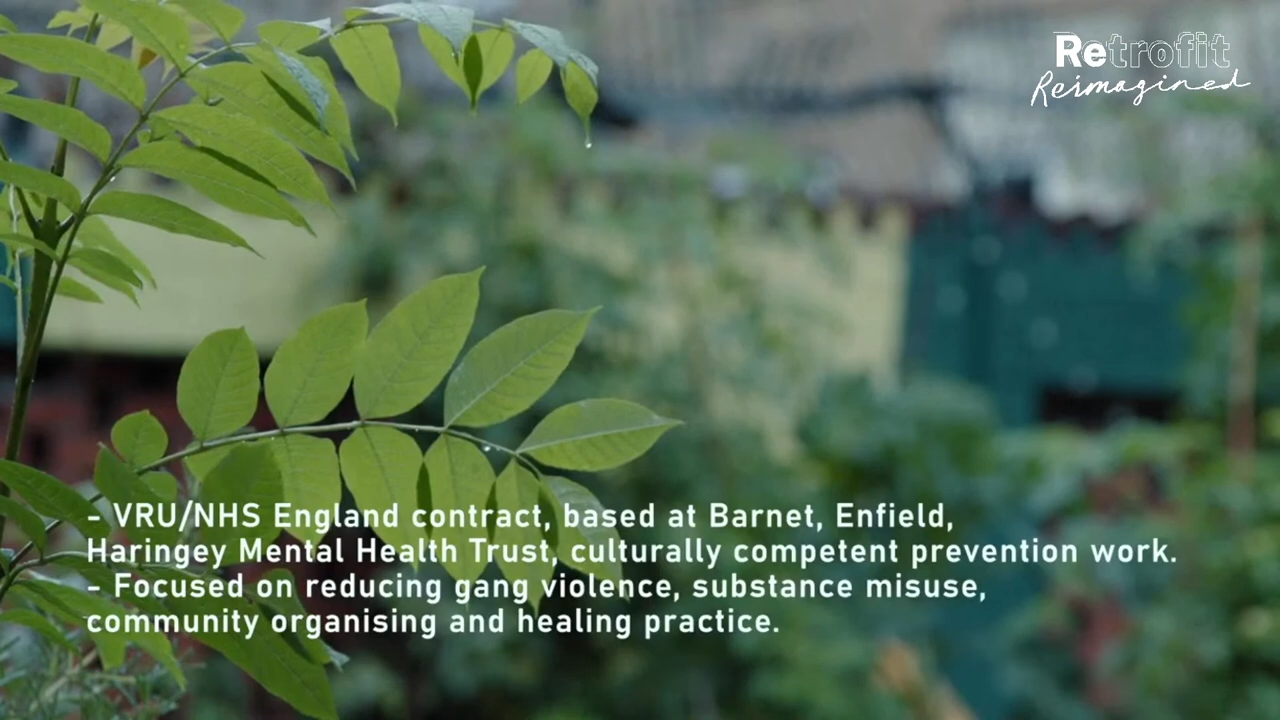 Retrofit
Reimagined
- VRU/NHS England contract, based at Barnet, Enfield,
Haringey Mental Health Trust, culturally competent prevention work.
- Focused on reducing gang violence, substance misuse,
community organising and healing practice.